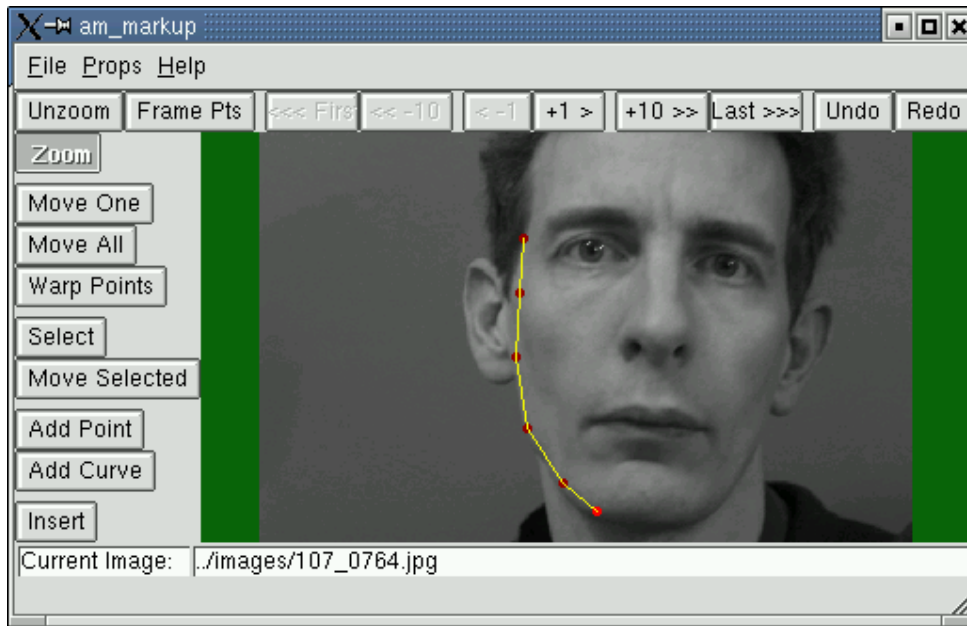 am_markup
File Props Help
Unzoom Frame Pts <<< Firs << -10 < -1 +1 > +10 >> Last >>> Undo Redo
Zoom
Move One
Move All
Warp Points
Select
Move Selected
Add Point
Add Curve
Insert
Current Image: ../images/107_0764.jpg